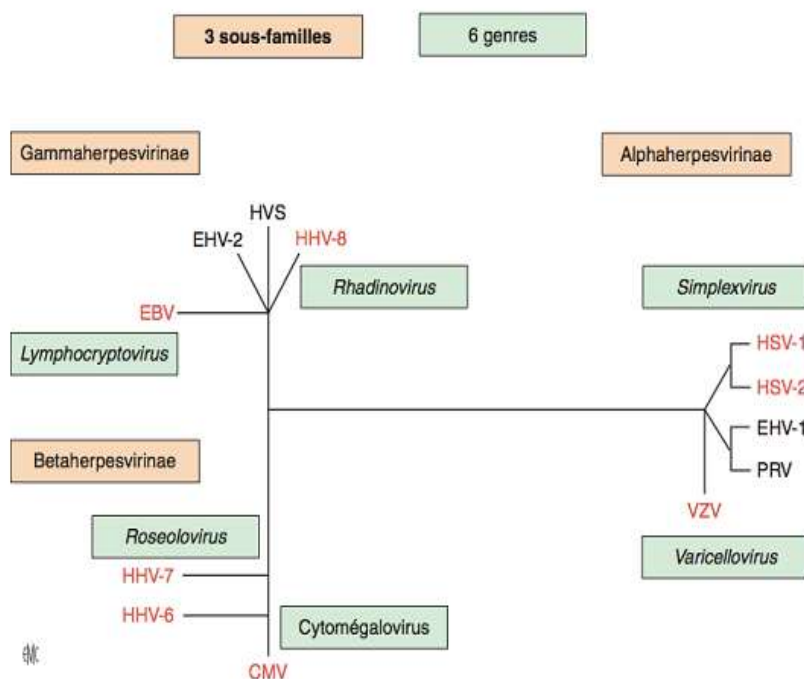 3 sous-familles
6 genres
Gammaherpesvirinae
Alphaherpesvirinae
HVS
EHV-2
HHV-8
Rhadinovirus
Simplexvirus
EBV
Lymphocryptovirus
HSV-1
HSV-2
EHV-1
PRV
Betaherpesvirinae
VZV
Roseolovirus
Varicellovirus
HHV-7
HHV-6
Cytomégalovirus
CMV
EMC